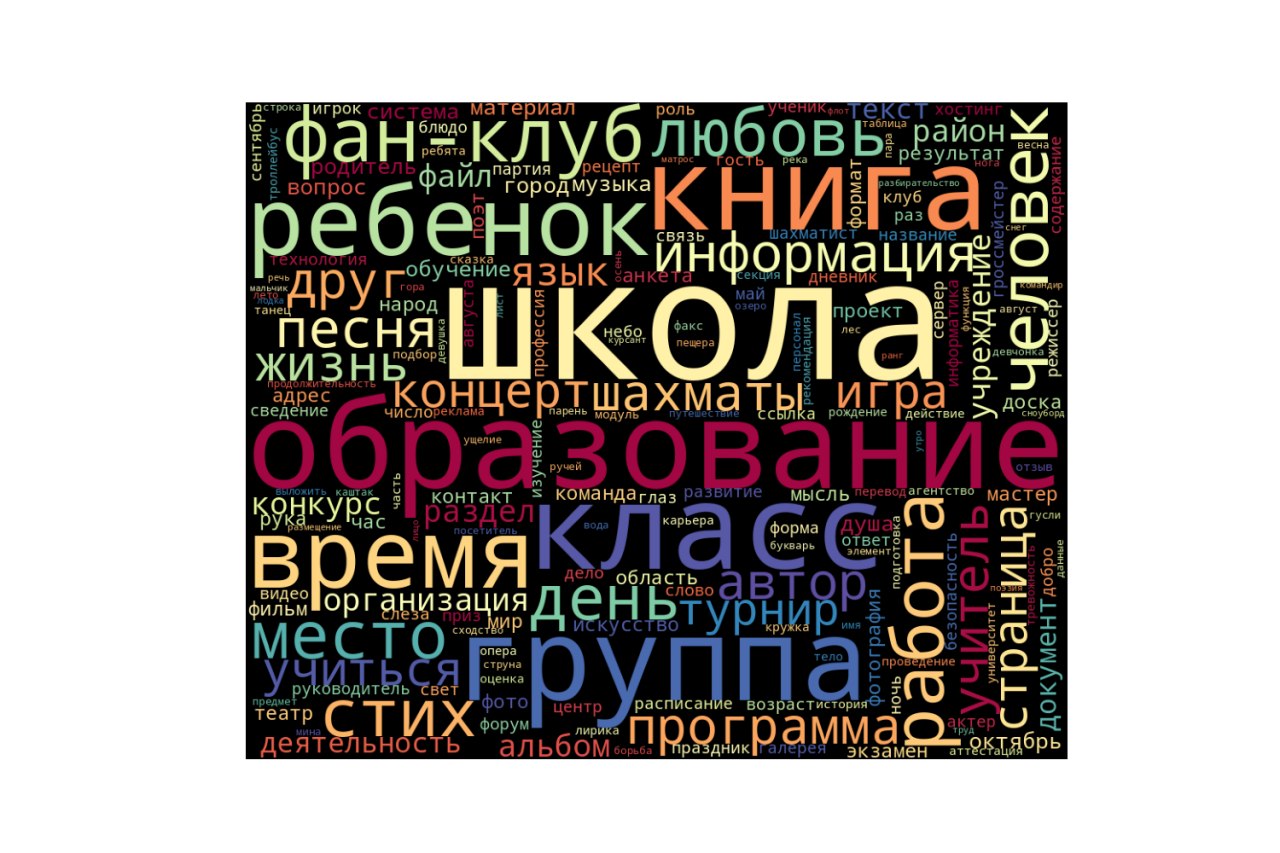 строка
игрок
система
материал
роль
ученик
флот
текст
хостинг
сентябрь
троллейбус
фан-клуб
блюдо
ребята
любовь
таблица
пара
район
весна
результат
нога
человек
содержание
родитель
партия
рецепт
матрос
гость
река
вопрос
файл
город
музыка
книга
формат
разбирательство
клуб
раз
гроссмейстер
снег
ребенок
поэт
связь
шахматист
название
информация
технология
сказка
осень
речь
мальчик
лето
лодка
танец
друг
гора
обучение
язык
анкета
секция
дневник
учреждение
командир
народ
августа
лист
профессия
школа
май
озеро
проект
сервер
информатика
функция
август
режиссер
песня
девушка
небо
курсант
факс
пещера
персонал
рекомендация
лес
ранг
девчонка
жизнь
подбор
продолжительность
адрес
концерт
шахматы
игра
доска
сноуборд
сведение
число
реклама
парень
модуль
путешествие
ссылка
рождение
действие
образование
ущелие
изучение
ручей
утро
отзыв
выложить
каштак
часть
контакт
команда
глаз
развитие
мысль
перевод
агентство
мастер
конкурс
рука
размещение
час
лицо
раздел
посетитель
класс
вода
карьера
форма
букварь
душа
ответ
элемент
подготовка
работа
гусли
время
дело
область
слово
автор
безопасность
учитель
страница
поэзия
тревожность
добро
данные
видео
фильм
организация
слеза
приз
мир
сходство
день
искусство
турнир
кружка
имя
фотография
университет
документ
место
опера
струна
оценка
группа
тело
проведение
учиться
руководитель
свет
предмет
театр
мина
стих
фото
форум
центр
расписание
возраст
история
ночь
актер
труд
деятельность
альбом
лирика
борьба
программа
праздник
галерея
экзамен
аттестация
октябрь